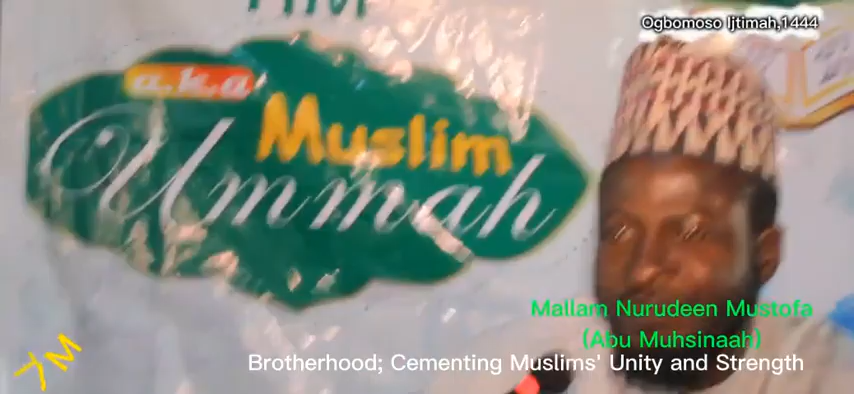 Ogbomoso Ijtimah,1444
a.k.a
Muslim
Ummah
Mallam Nurudeen Mustofa
(Abu Muhsinaah)
Brotherhood; Cementing Muslims' Unity and Strength